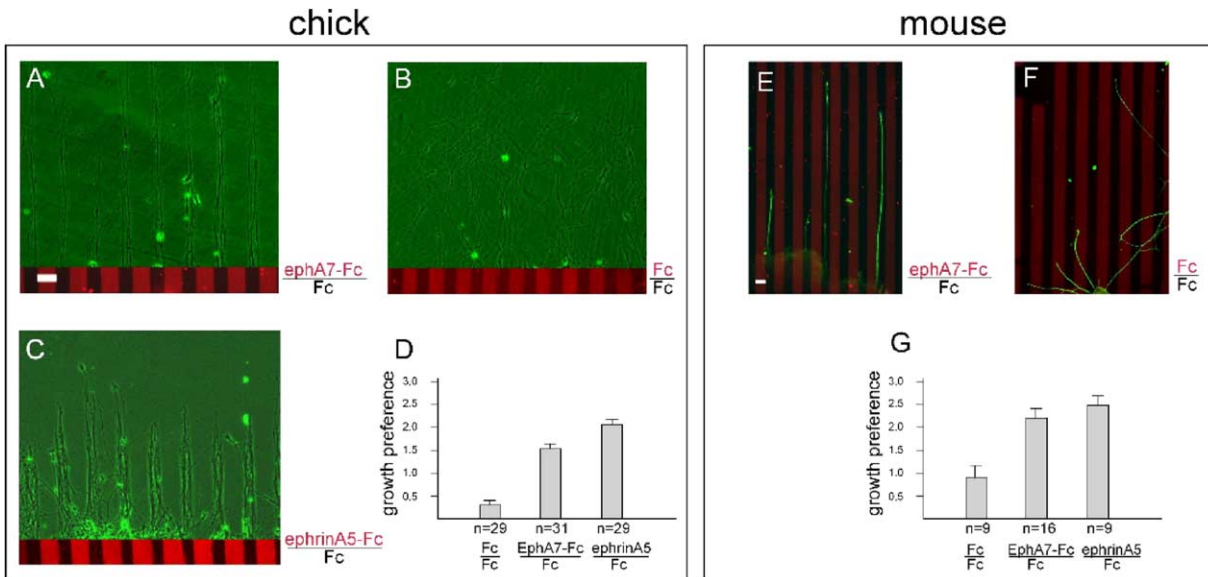 chick
mouse
A
B
ephA7-Fc
Fc
Fc
Fc
C
ephrinA5-Fc
Fc
D
growth preference
3,0
2.5
2.0
1.5
1.0
0,5
n=29
n=31
n=29
Fc
Fc
EphA7-Fc
Fc
ephrinA5
Fc
E
F
ephA7-Fc
Fc
Fc
Fc
G
growth preference
3,0
2.5
2.0
1.5
1.0
0,5
n=9
n=16
n=9
Fc
Fc
EphA7-Fc
Fc
ephrinA5
Fc